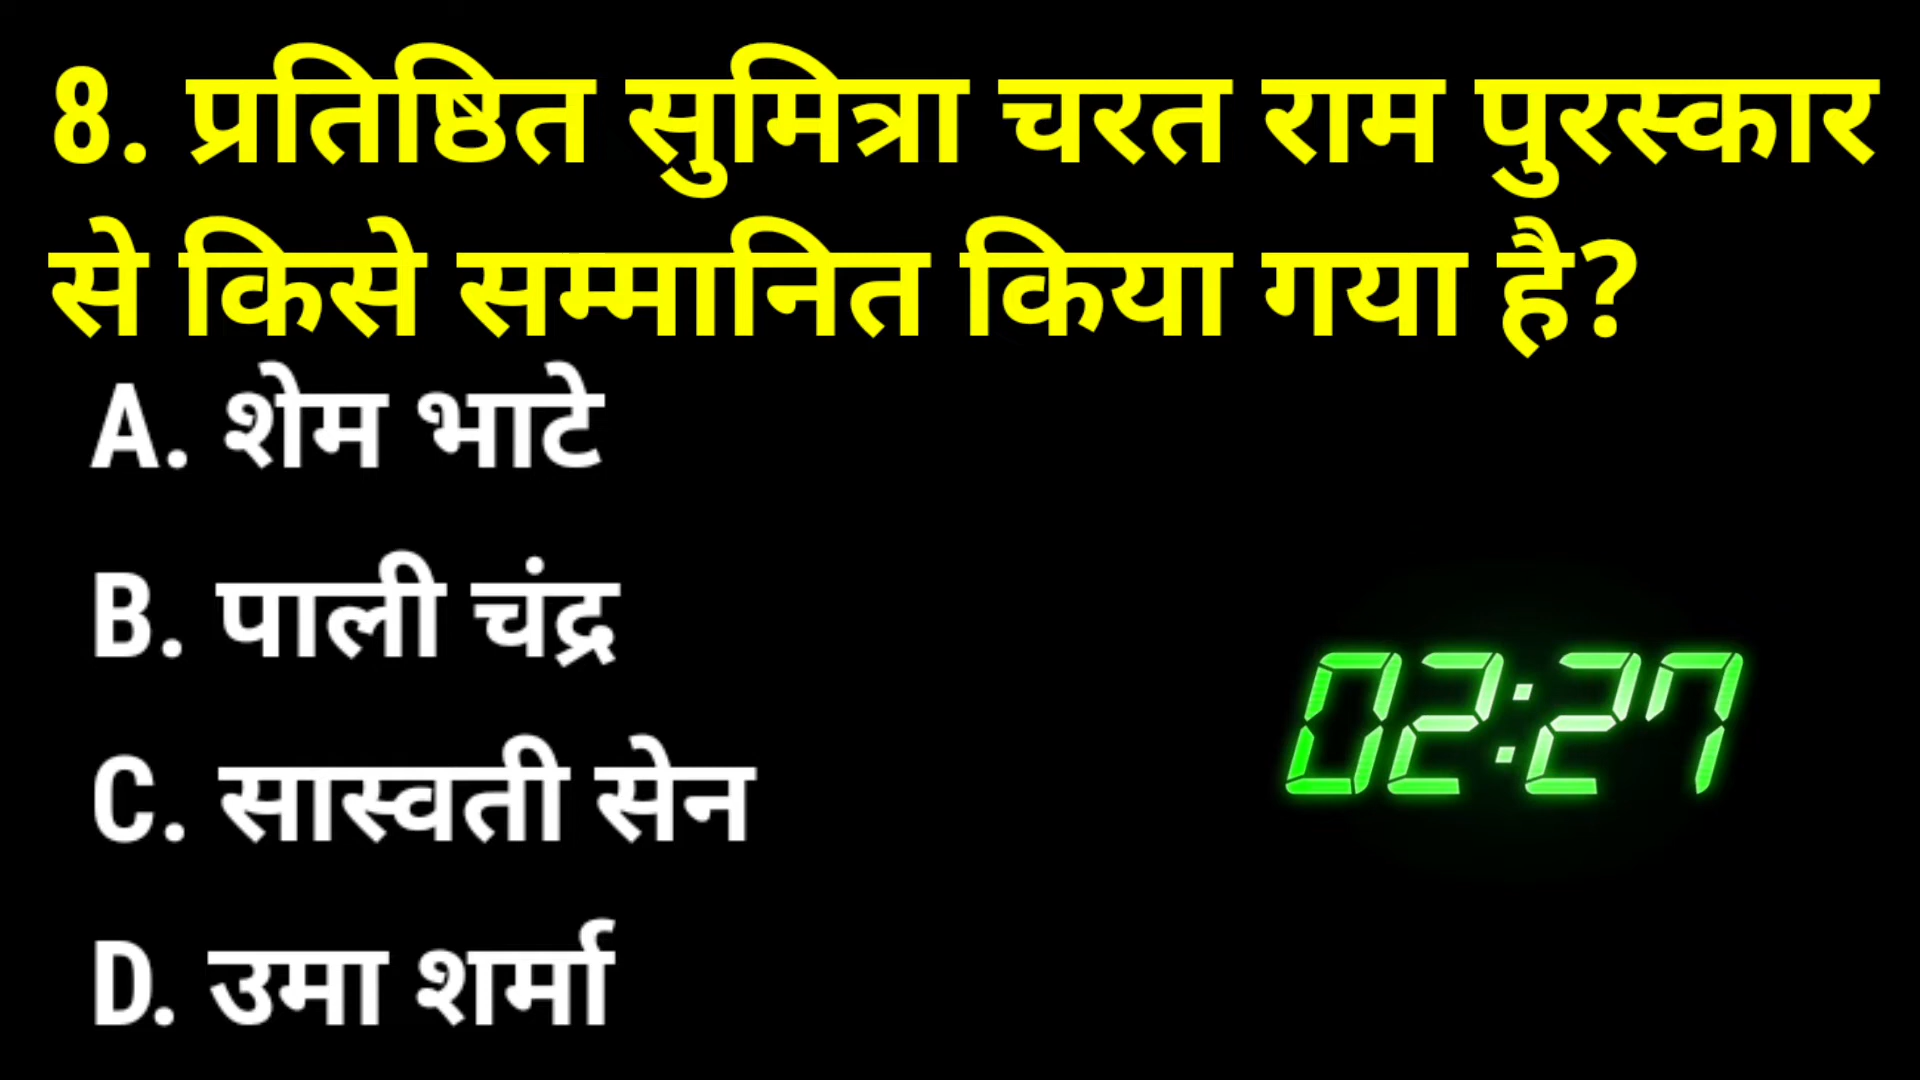 8. प्रतिष्ठित सुमित्रा चरत राम पुरस्कार
से किसे सम्मानित किया गया है?
A. शेम भाटे
B. पाली चंद्र
02:27
C. सास्वती सेन
D. उमा शर्मा